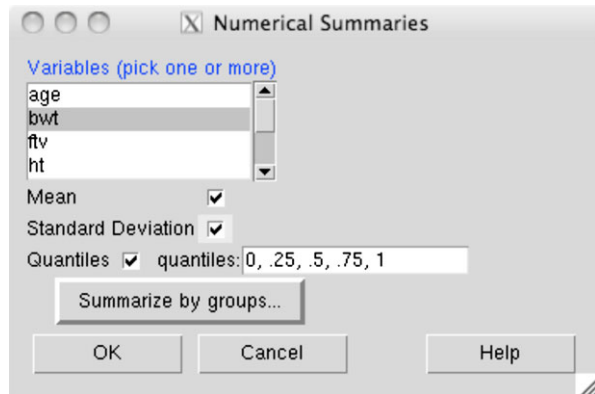 X Numerical Summaries
Variables (pick one or more)
age
bwt
ftv
ht
Mean
Standard Deviation
Quantiles quantiles: 0, .25, .5, .75, 1
Summarize by groups...
OK Cancel Help